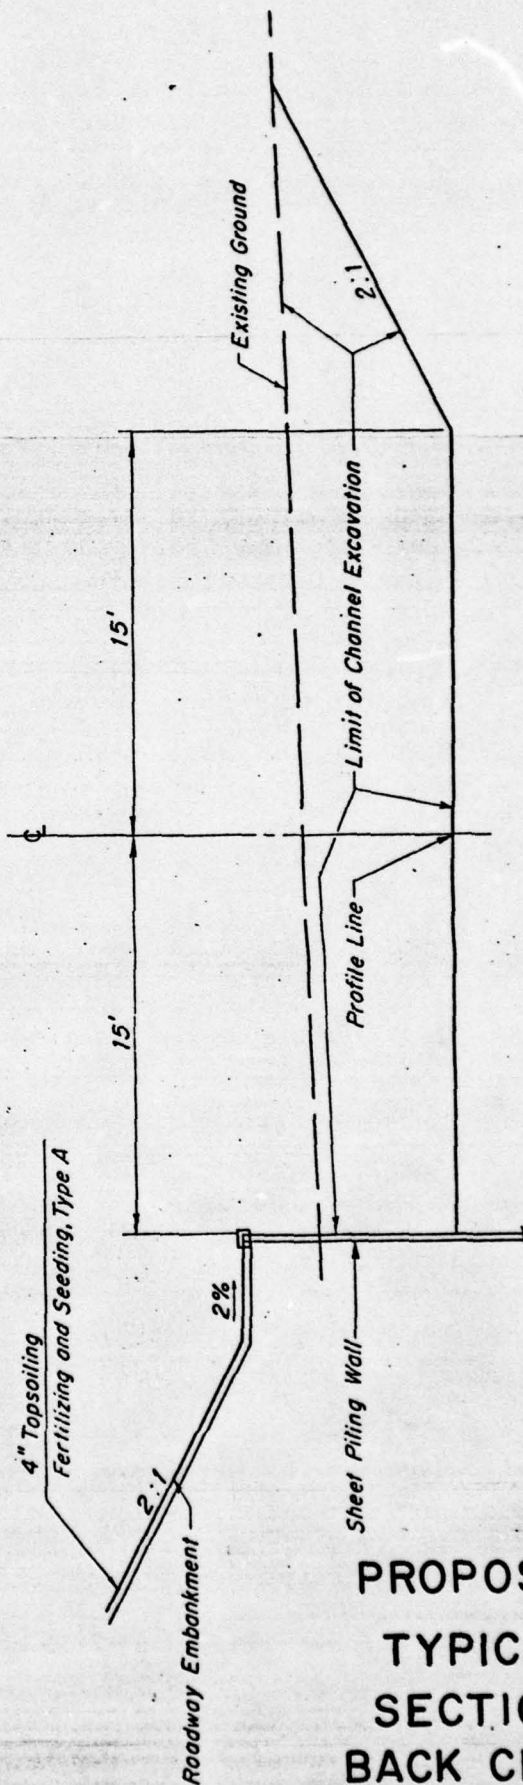 4" Topsoiling
Fertilizing and Seeding, Type A
2:1
2%
Roadway Embankment
Sheet Piling Wall
15'
15'
℄
Profile Line
Limit of Channel Excavation
Existing Ground
2:1
PROPOS
TYPIC
SECTIO
BACK C